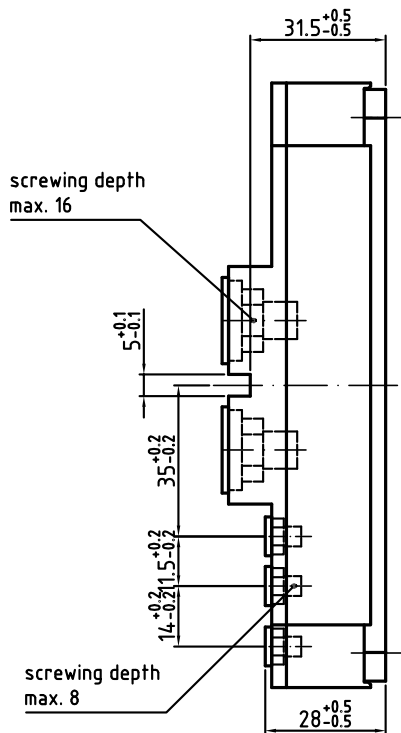 31.5 +0.5 -0.5
screwing depth
max. 16
5 +0.1 -0.1
35 +0.2 -0.2
11.5 +0.2 -0.2
14 +0.2 -0.2
screwing depth
max. 8
28 +0.5 -0.5